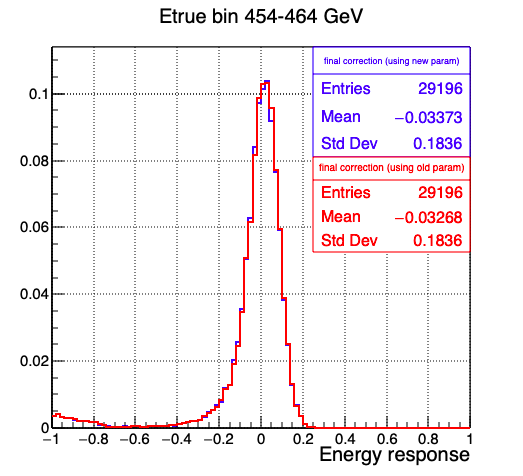 Etrue bin 454-464 GeV
final correction (using new param)
Entries 29196
Mean −0.03373
Std Dev 0.1836
final correction (using old param)
Entries 29196
Mean −0.03268
Std Dev 0.1836
0.1
0.08
0.06
0.04
0.02
0
−1 −0.8 −0.6 −0.4 −0.2 0 0.2 0.4 0.6 0.8 1
Energy response